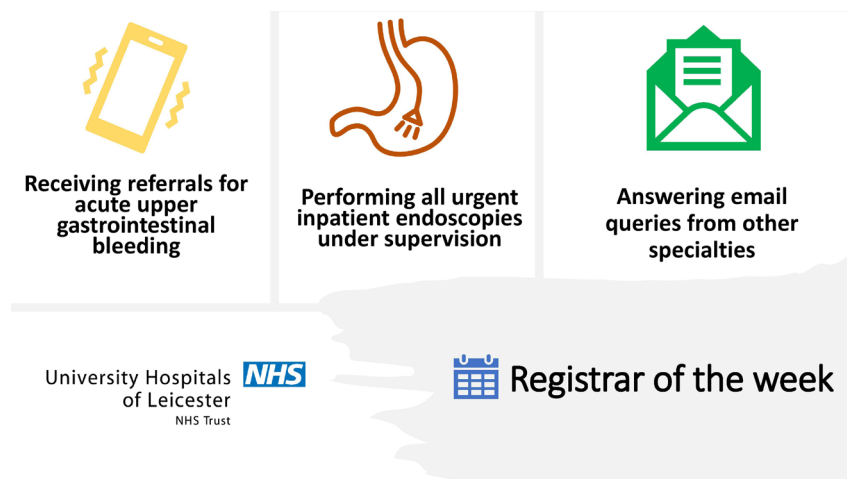 Receiving referrals for
acute upper
gastrointestinal
bleeding
Performing all urgent
inpatient endoscopies
under supervision
Answering email
queries from other
specialties
University Hospitals NHS
of Leicester
NHS Trust
Registrar of the week